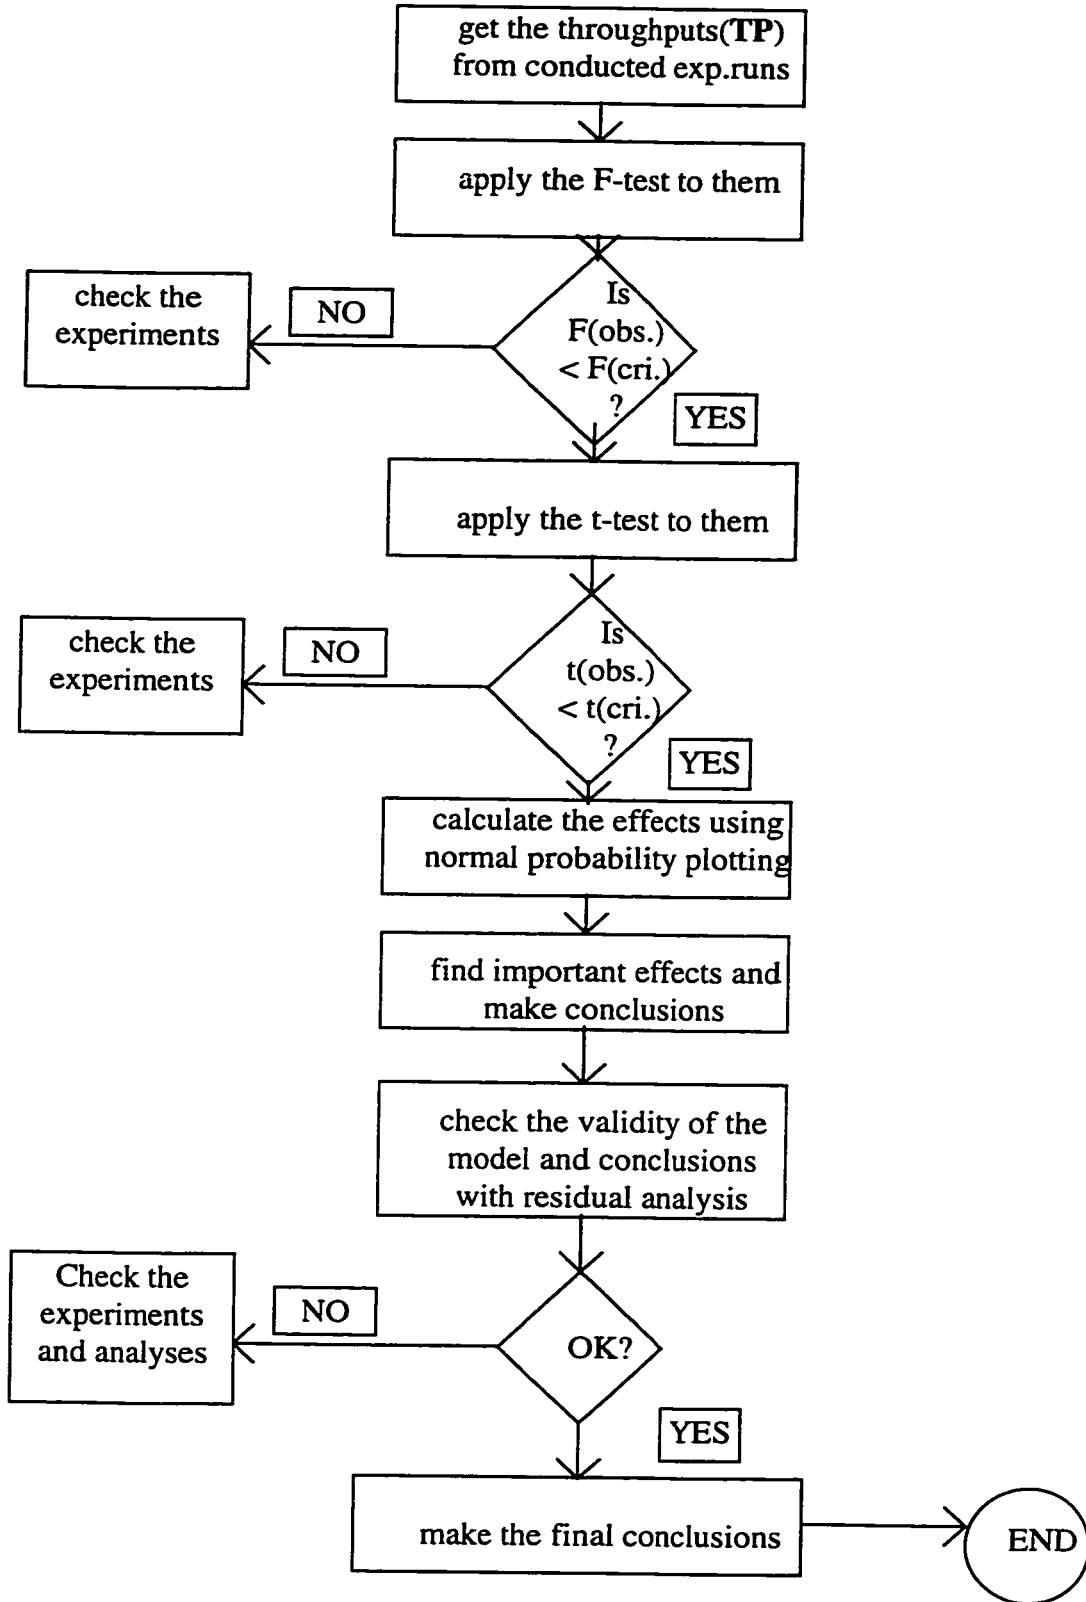 get the throughputs(TP)
from conducted exp.runs
apply the F-test to them
Is
F(obs.)
< F(cri.)
?
check the
experiments
NO
YES
apply the t-test to them
Is
t(obs.)
< t(cri.)
?
check the
experiments
NO
YES
calculate the effects using
normal probability plotting
find important effects and
make conclusions
check the validity of the
model and conclusions
with residual analysis
Check the
experiments
and analyses
NO
OK?
YES
make the final conclusions
END